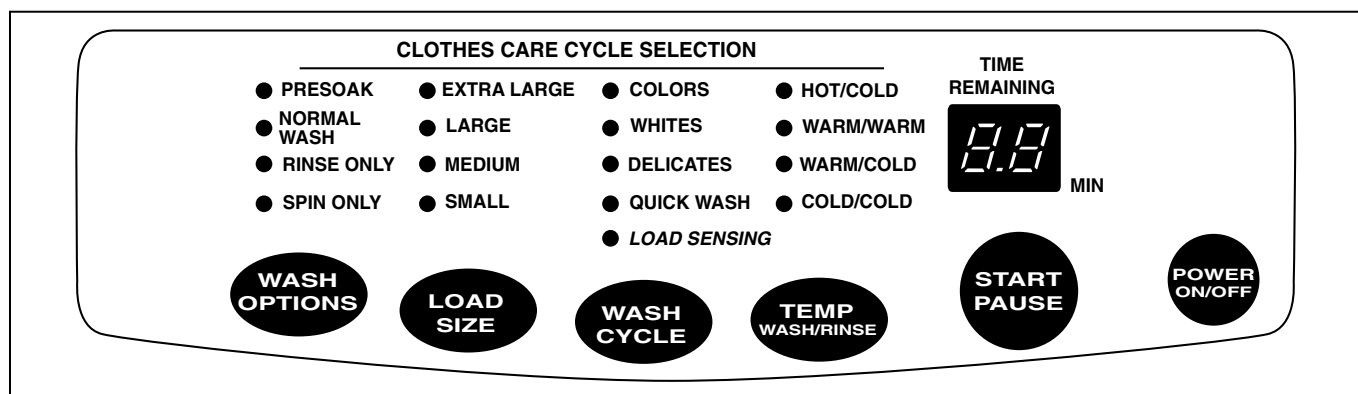 CLOTHES CARE CYCLE SELECTION
PRESOAK
NORMAL
WASH
RINSE ONLY
SPIN ONLY
EXTRA LARGE
LARGE
MEDIUM
SMALL
COLORS
WHITES
DELICATES
QUICK WASH
LOAD SENSING
HOT/COLD
WARM/WARM
WARM/COLD
COLD/COLD
TIME
REMAINING
8.8
MIN
WASH
OPTIONS
LOAD
SIZE
WASH
CYCLE
TEMP
WASH/RINSE
START
PAUSE
POWER
ON/OFF